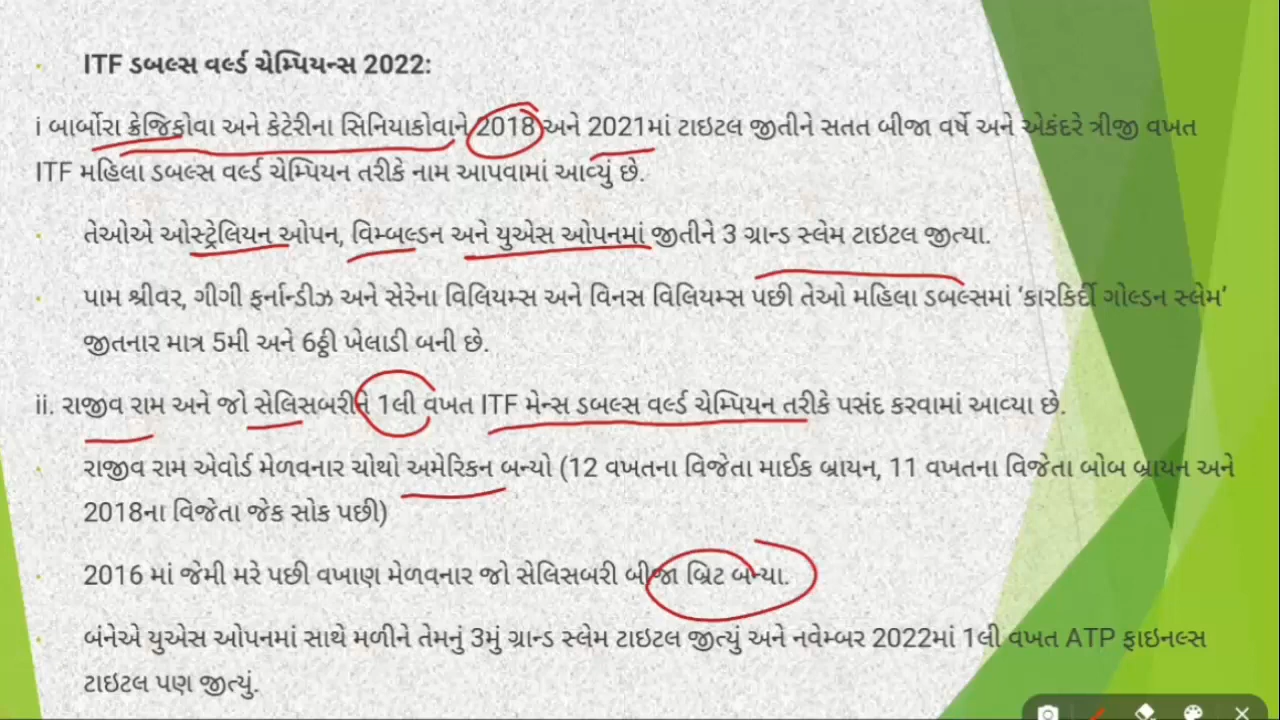 ITF ડબલ્સ વર્લ્ડ ચેમ્પિયન્સ 2022:
i બાર્બોરા ક્રેજિકોવા અને કેટેરીના સિનિયાકોવાને 2018 અને 2021માં ટાઇટલ જીતીને સતત બીજા વર્ષે અને એકંદરે ત્રીજી વખત
ITF મહિલા ડબલ્સ વર્લ્ડ ચેમ્પિયન તરીકે નામ આપવામાં આવ્યું છે.
તેઓએ ઓસ્ટ્રેલિયન ઓપન, વિમ્બલ્ડન અને યુએસ ઓપનમાં જીતીને 3 ગ્રાન્ડ સ્લેમ ટાઇટલ જીત્યા.
પામ શ્રીવર, ગીગી ફર્નાન્ડીઝ અને સેરેના વિલિયમ્સ અને વિનસ વિલિયમ્સ પછી તેઓ મહિલા ડબલ્સમાં ‘કારકિર્દી ગોલ્ડન સ્લેમ’
જીતનાર માત્ર 5મી અને 6ઠ્ઠી ખેલાડી બની છે.
ii. રાજીવ રામ અને જો સેલિસબરીને 1લી વખત ITF મેન્સ ડબલ્સ વર્લ્ડ ચેમ્પિયન તરીકે પસંદ કરવામાં આવ્યા છે.
રાજીવ રામ એવોર્ડ મેળવનાર ચોથો અમેરિકન બન્યો (12 વખતના વિજેતા માઈક બ્રાયન, 11 વખતના વિજેતા બોબ બ્રાયન અને
2018ના વિજેતા જેક સોક પછી)
2016 માં જેમી મરે પછી વખાણ મેળવનાર જો સેલિસબરી બીજા બ્રિટ બન્યા.
બંનેએ યુએસ ઓપનમાં સાથે મળીને તેમનું 3મું ગ્રાન્ડ સ્લેમ ટાઇટલ જીત્યું અને નવેમ્બર 2022માં 1લી વખત ATP ફાઇનલ્સ
ટાઇટલ પણ જીત્યું.